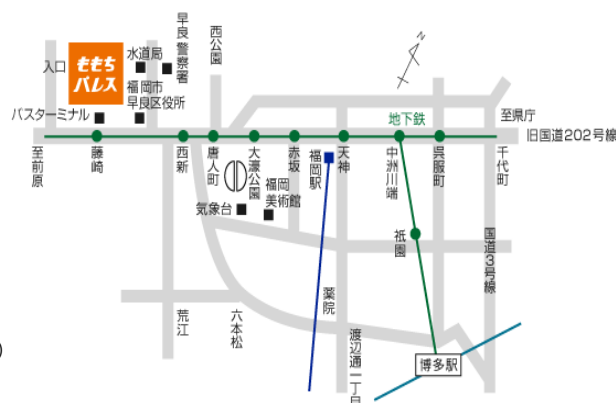 N
西公園
早良警察署
水道局
入口
ももち
パレス
福岡市
早良区役所
バスターミナル
地下鉄
至県庁
旧国道202号線
至前原
藤崎
西新
唐人町
大濠公園
赤坂
福岡駅
天神
中洲川端
呉服町
千代町
気象台
福岡
美術館
祇園
国道3号線
荒江
六本松
薬院
渡辺通一丁目
博多駅
)